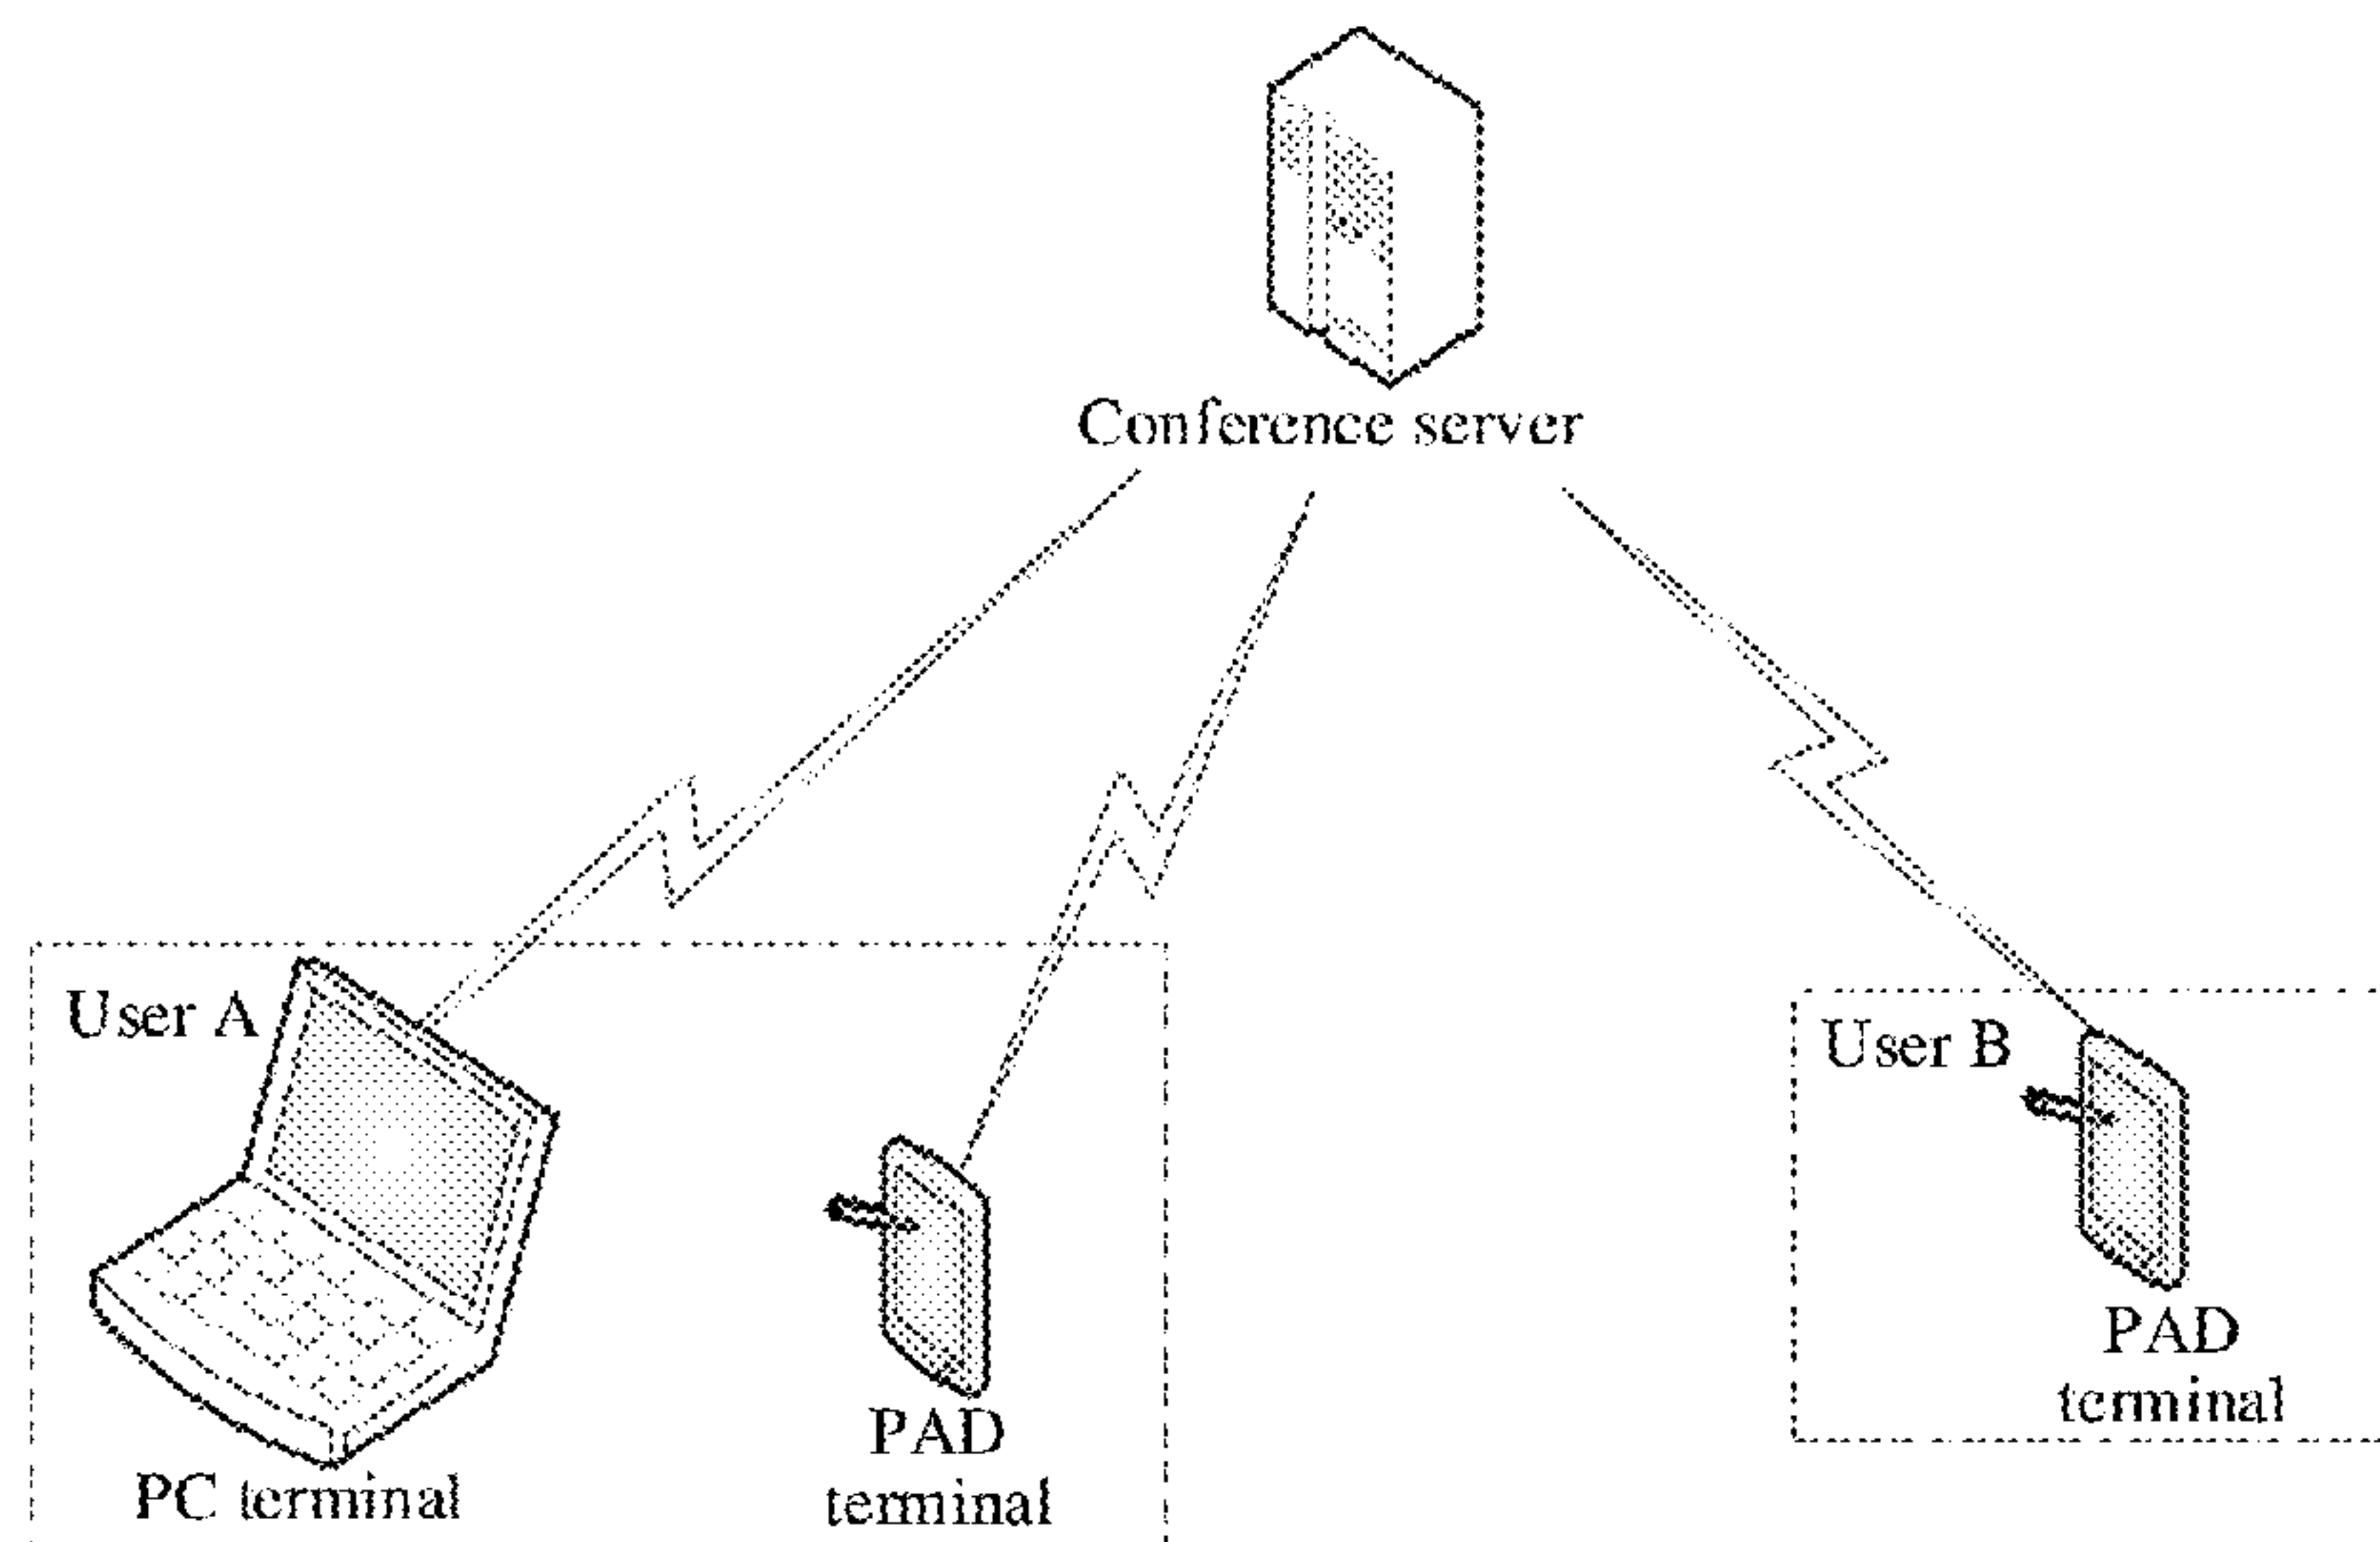 Conference server
User A
User B
PAD
terminal
PAD
terminal
PC terminal